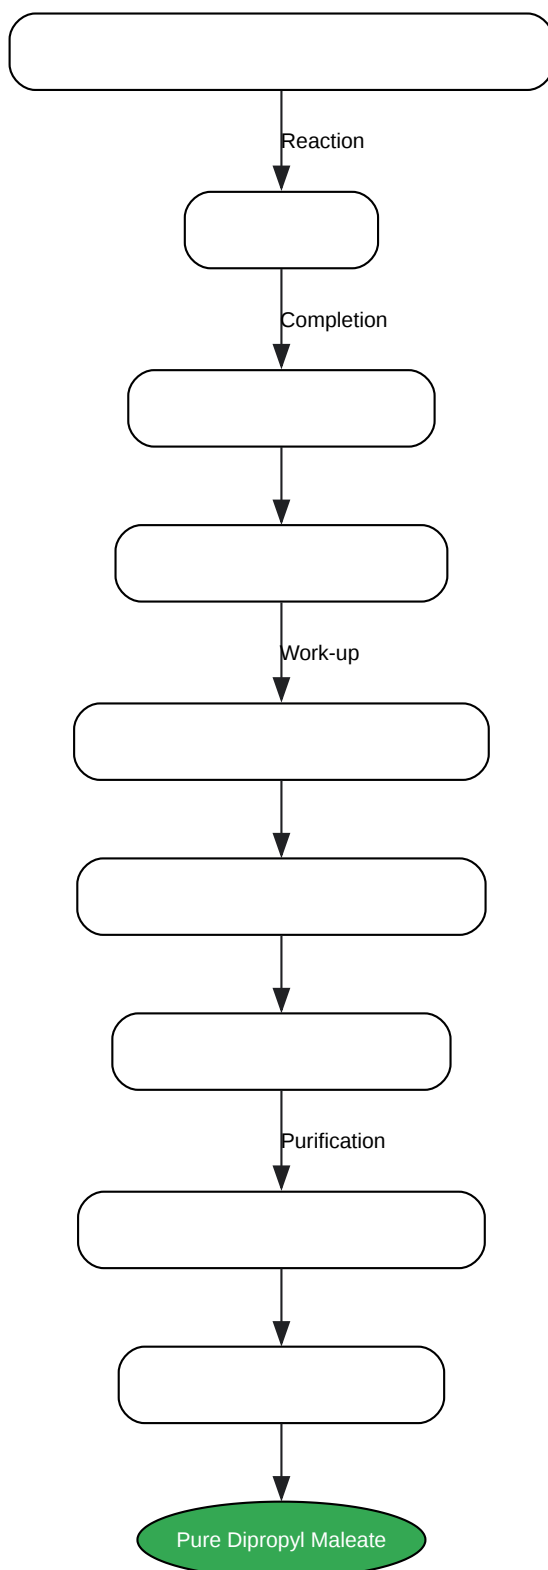 Reaction
Completion
Work-up
Purification
Pure Dipropyl Maleate